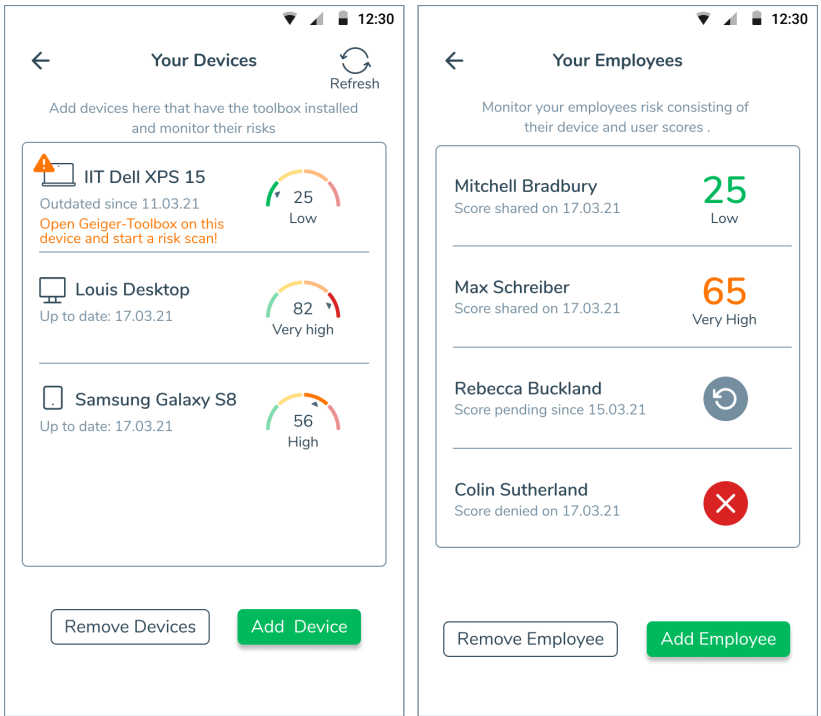 12:30
Your Devices
Refresh
Add devices here that have the toolbox installed
and monitor their risks
IIT Dell XPS 15
Outdated since 11.03.21
Open Geiger-Toolbox on this
device and start a risk scan!
25
Low
Louis Desktop
Up to date: 17.03.21
82
Very high
Samsung Galaxy S8
Up to date: 17.03.21
56
High
Remove Devices
Add Device
12:30
Your Employees
Monitor your employees risk consisting of
their device and user scores .
Mitchell Bradbury
Score shared on 17.03.21
25
Low
Max Schreiber
Score shared on 17.03.21
65
Very High
Rebecca Buckland
Score pending since 15.03.21
Colin Sutherland
Score denied on 17.03.21
Remove Employee
Add Employee